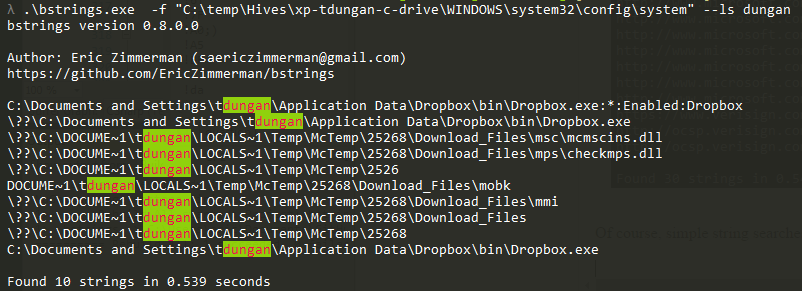 λ .\bstrings.exe  -f "C:\temp\Hives\xp-tdungan-c-drive\WINDOWS\system32\config\system" --ls dungan
bstrings version 0.8.0.0
Author: Eric Zimmerman (saericzimmerman@gmail.com)
https://github.com/EricZimmerman/bstrings
C:\Documents and Settings\tdungan\Application Data\Dropbox\bin\Dropbox.exe:*:Enabled:Dropbox
\??\C:\Documents and Settings\tdungan\Application Data\Dropbox\bin\Dropbox.exe
\??\C:\DOCUME~1\tdungan\LOCALS~1\Temp\McTemp\25268\Download_Files\msc\mcmscins.dll
\??\C:\DOCUME~1\tdungan\LOCALS~1\Temp\McTemp\25268\Download_Files\mps\checkmps.dll
\??\C:\DOCUME~1\tdungan\LOCALS~1\Temp\McTemp\2526
DOCUME~1\tdungan\LOCALS~1\Temp\McTemp\25268\Download_Files\mobk
\??\C:\DOCUME~1\tdungan\LOCALS~1\Temp\McTemp\25268\Download_Files\mmi
\??\C:\DOCUME~1\tdungan\LOCALS~1\Temp\McTemp\25268\Download_Files
\??\C:\DOCUME~1\tdungan\LOCALS~1\Temp\McTemp\25268
C:\Documents and Settings\tdungan\Application Data\Dropbox\bin\Dropbox.exe
Found 10 strings in 0.539 seconds